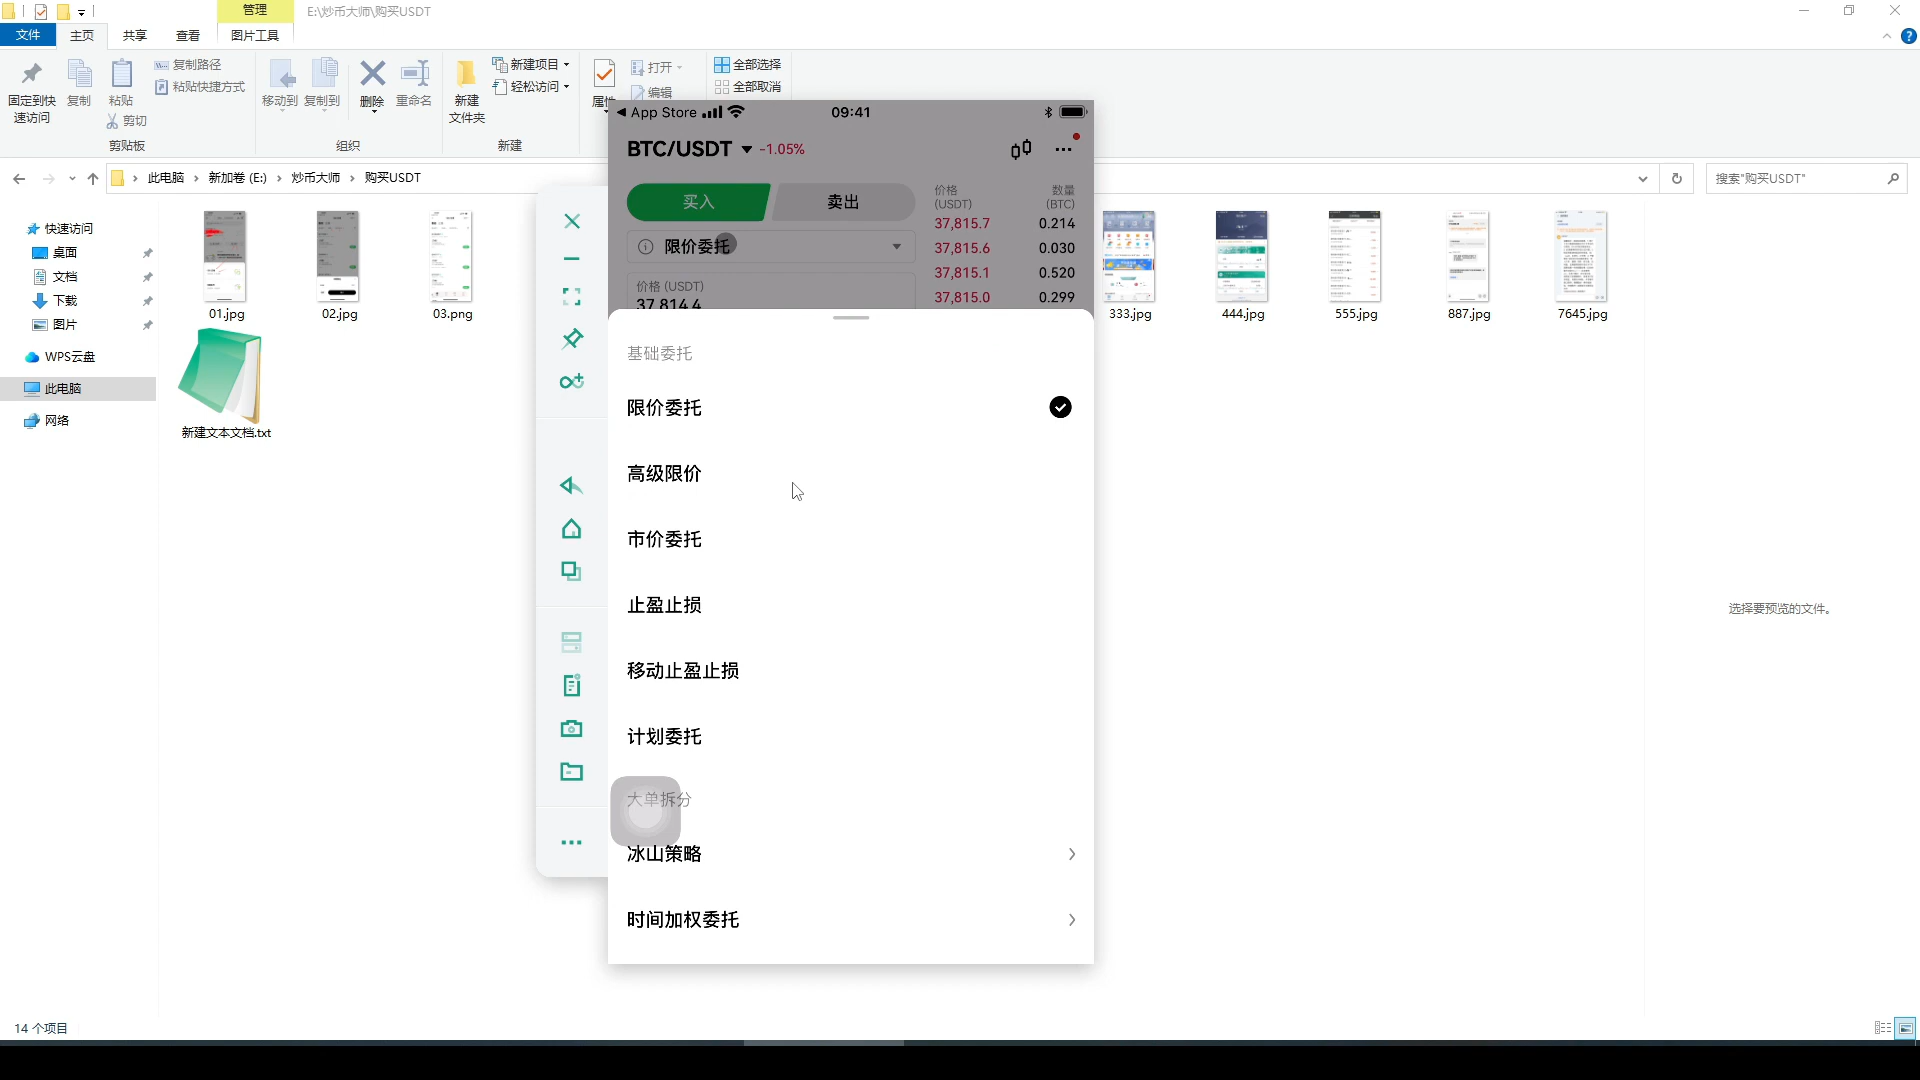 管理
E:\炒币大师\购买USDT
文件
主页
共享
查看
图片工具
固定到快速访问
复制
粘贴
复制路径
粘贴快捷方式
剪切
剪贴板
移动到
复制到
删除
重命名
组织
新建
文件夹
新建项目
轻松访问
新建
属性
打开
编辑
全部选择
全部取消
此电脑
新加卷 (E:)
炒币大师
购买USDT
搜索"购买USDT"
快速访问
桌面
文档
下载
图片
WPS云盘
此电脑
网络
01.jpg
02.jpg
03.png
333.jpg
444.jpg
555.jpg
887.jpg
7645.jpg
新建文本文档.txt
App Store
09:41
BTC/USDT
-1.05%
买入
卖出
价格
(USDT)
数量
(BTC)
限价委托
37,815.7
0.214
37,815.6
0.030
37,815.1
0.520
37,815.0
0.299
价格 (USDT)
37,814.4
基础委托
限价委托
高级限价
市价委托
止盈止损
移动止盈止损
计划委托
大单拆分
冰山策略
时间加权委托
选择要预览的文件。
14 个项目